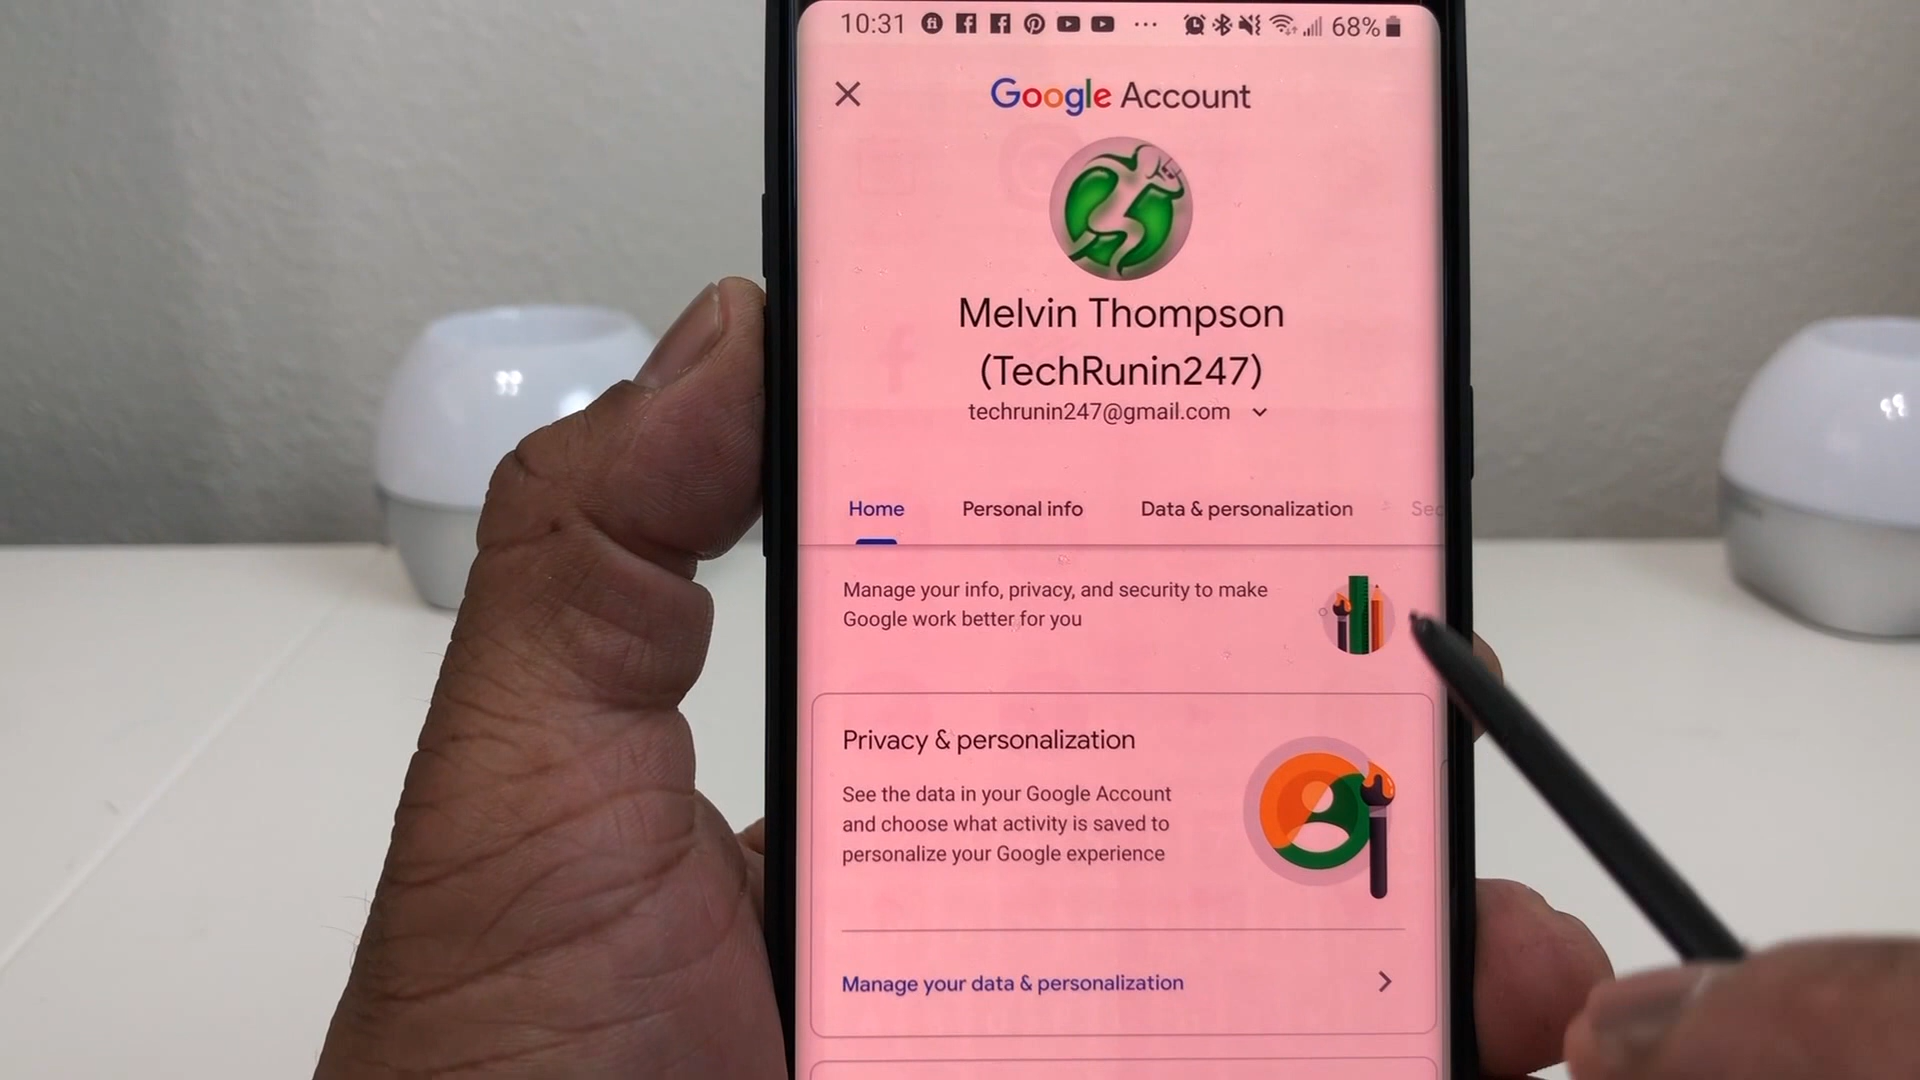 10:31 68%
Google Account
Melvin Thompson
(TechRunin247)
techrunin247@gmail.com
Home Personal info Data & personalization Sec
Manage your info, privacy, and security to make
Google work better for you
Privacy & personalization
See the data in your Google Account
and choose what activity is saved to
personalize your Google experience
Manage your data & personalization